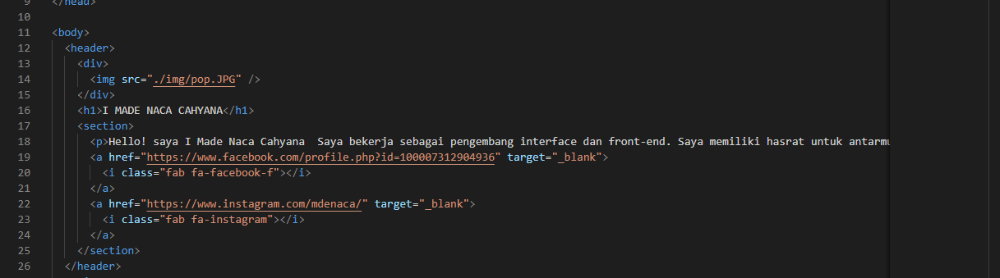 9 </head>
10
11 <body>
12 <header>
13 <div>
14 <img src="./img/pop.JPG" />
15 </div>
16 <h1>I MADE NACA CAHYANA</h1>
17 <section>
18 <p>Hello! saya I Made Naca Cahyana  Saya bekerja sebagai pengembang interface dan front-end. Saya memiliki hasrat untuk
19 <a href="https://www.facebook.com/profile.php?id=100007312904936" target="_blank">
20 <i class="fab fa-facebook-f"></i>
21 </a>
22 <a href="https://www.instagram.com/mdenaca/" target="_blank">
23 <i class="fab fa-instagram"></i>
24 </a>
25 </section>
26 </header>